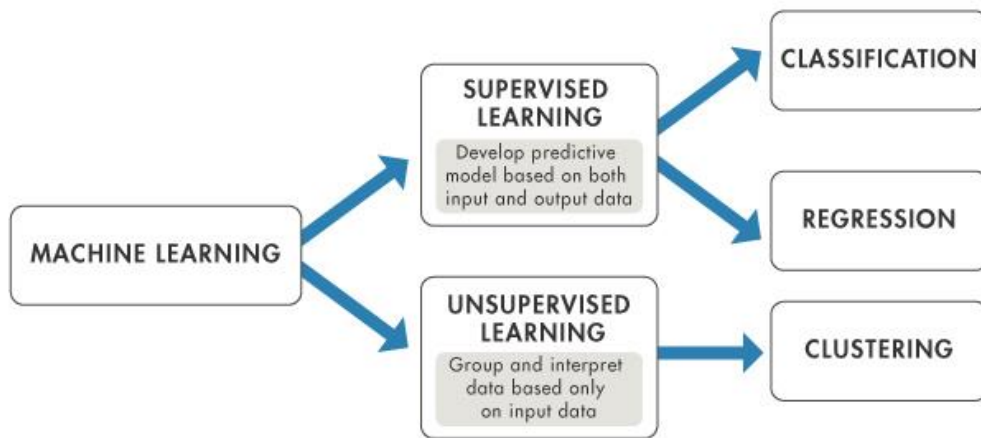 MACHINE LEARNING
SUPERVISED
LEARNING
Develop predictive
model based on both
input and output data
UNSUPERVISED
LEARNING
Group and interpret
data based only
on input data
CLASSIFICATION
REGRESSION
CLUSTERING